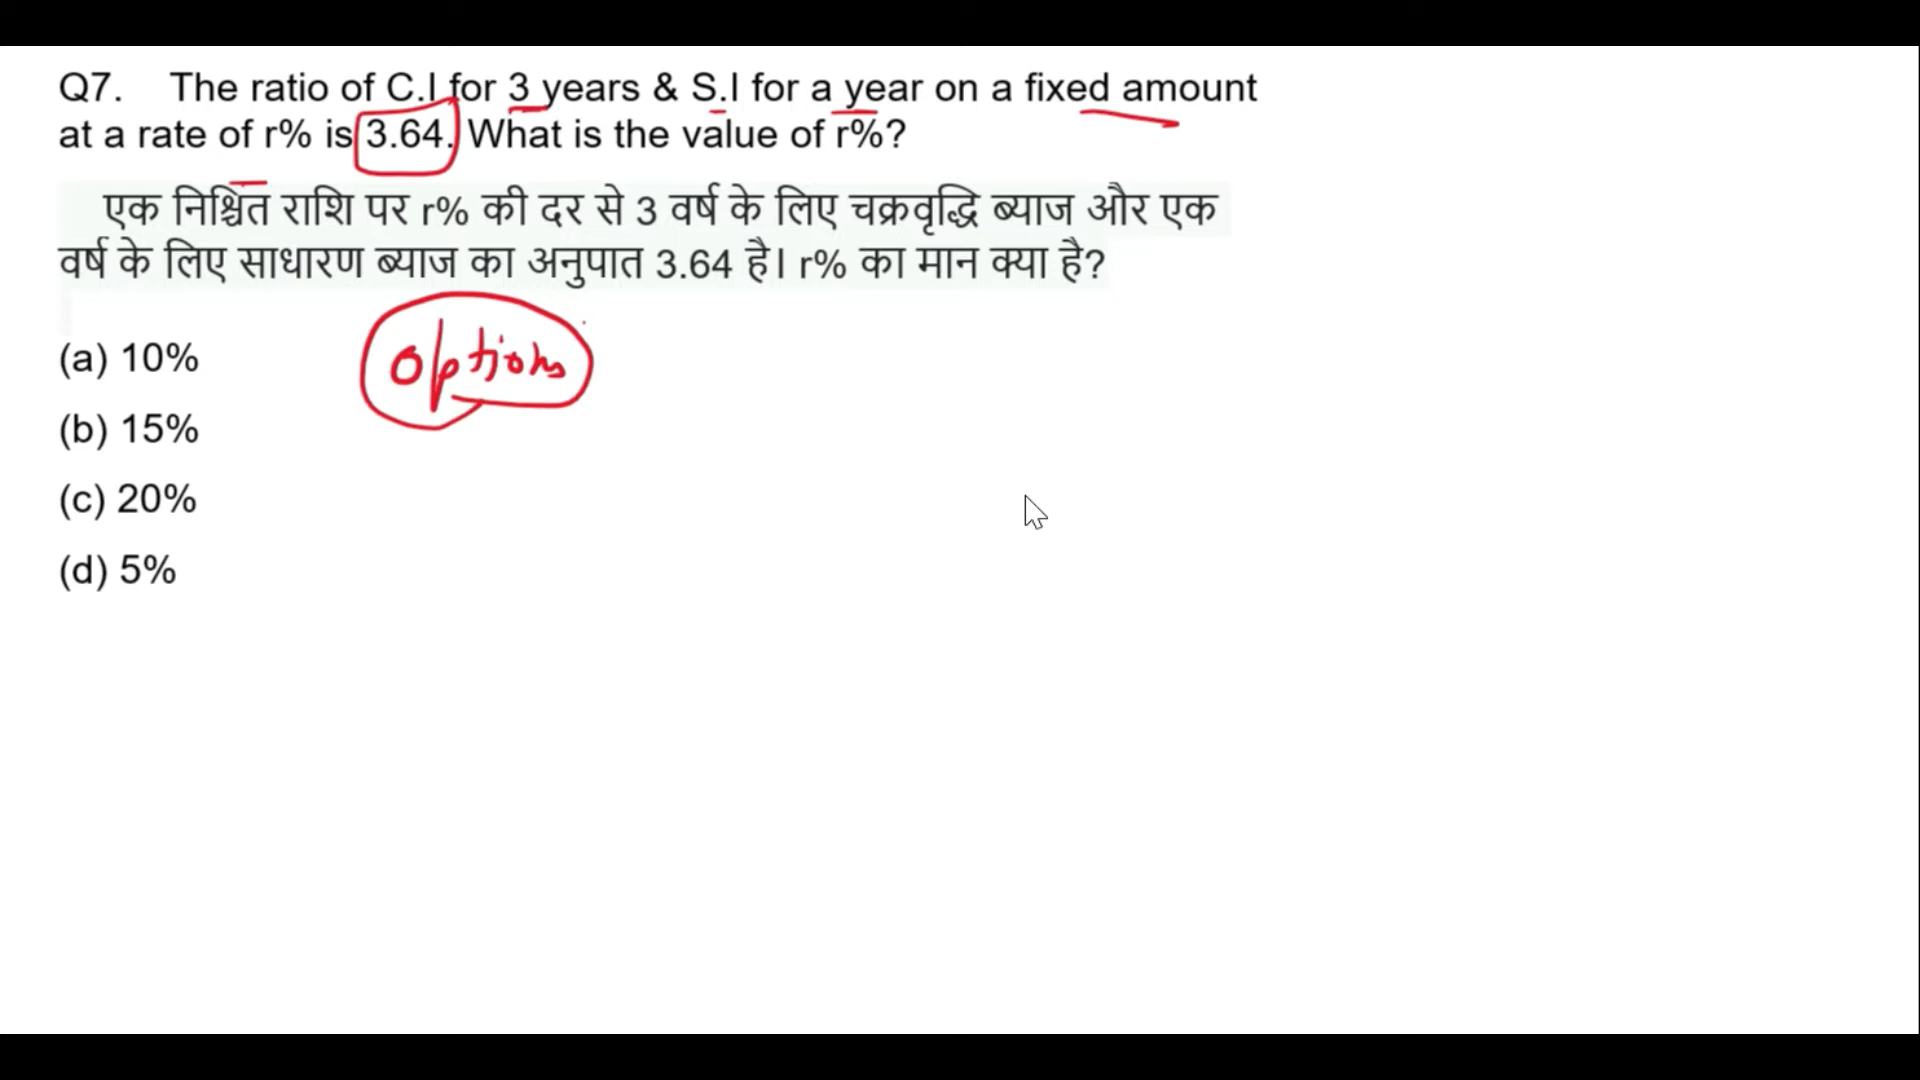 Q7. The ratio of C.I for 3 years & S.I for a year on a fixed amount
at a rate of r% is 3.64. What is the value of r%?
एक निश्चित राशि पर r% की दर से 3 वर्ष के लिए चक्रवृद्धि ब्याज और एक
वर्ष के लिए साधारण ब्याज का अनुपात 3.64 है। r% का मान क्या है?
options
(a) 10%
(b) 15%
(c) 20%
(d) 5%